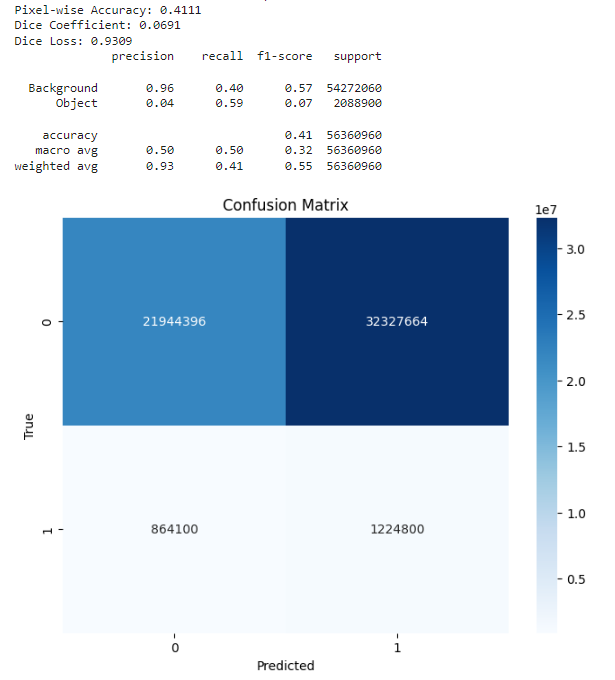 Pixel-wise Accuracy: 0.4111
Dice Coefficient: 0.0691
Dice Loss: 0.9309
precision recall f1-score support
Background 0.96 0.40 0.57 54272060
Object 0.04 0.59 0.07 2088900
accuracy 0.41 56360960
macro avg 0.50 0.50 0.32 56360960
weighted avg 0.93 0.41 0.55 56360960
Confusion Matrix
1e7
3.0
0 21944396 32327664
2.5
2.0
True
1.5
1 864100 1224800
1.0
0.5
0 1
Predicted